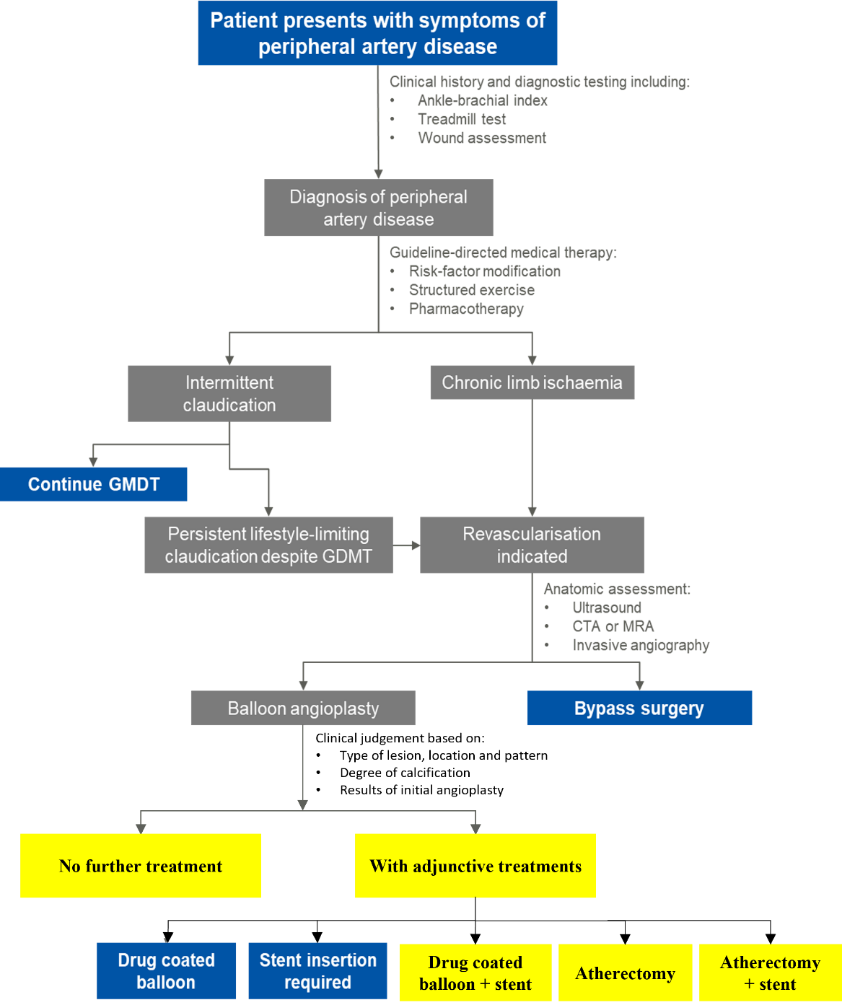 Patient presents with symptoms of
peripheral artery disease
Clinical history and diagnostic testing including:
• Ankle-brachial index
• Treadmill test
• Wound assessment
Diagnosis of peripheral
artery disease
Guideline-directed medical therapy:
• Risk-factor modification
• Structured exercise
• Pharmacotherapy
Intermittent
claudication
Chronic limb ischaemia
Continue GMDT
Persistent lifestyle-limiting
claudication despite GDMT
Revascularisation
indicated
Anatomic assessment:
• Ultrasound
• CTA or MRA
• Invasive angiography
Balloon angioplasty
Bypass surgery
Clinical judgement based on:
• Type of lesion, location and pattern
• Degree of calcification
• Results of initial angioplasty
No further treatment
With adjunctive treatments
Drug coated
balloon
Stent insertion
required
Drug coated
balloon + stent
Atherectomy
Atherectomy
+ stent